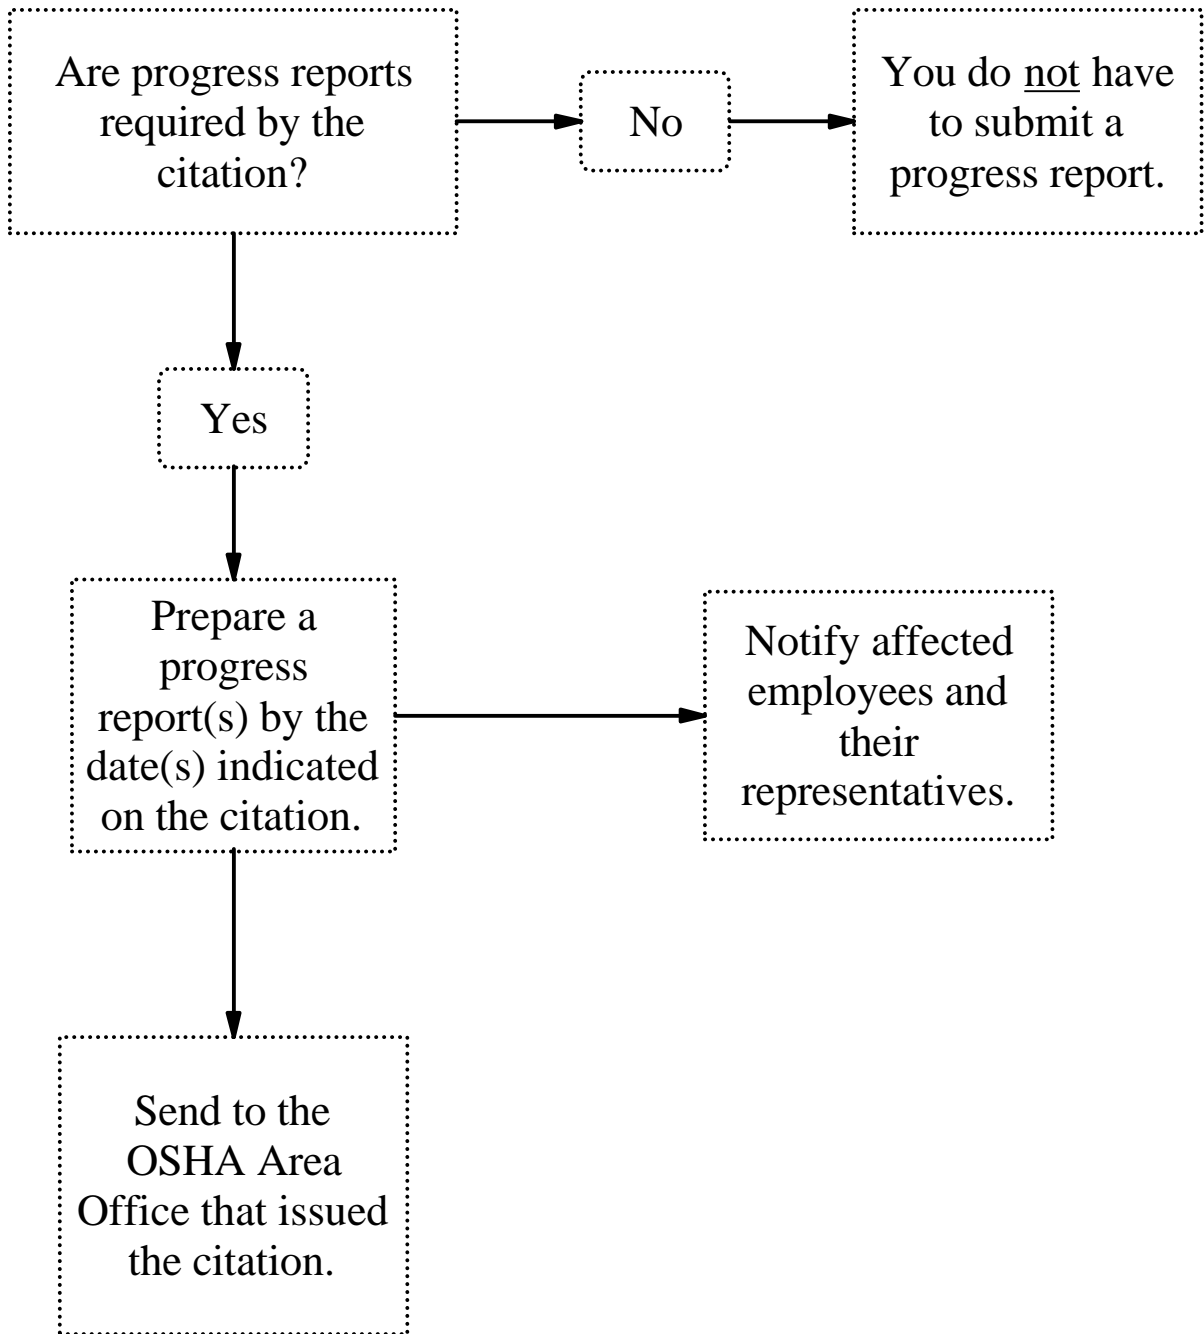 Are progress reports
required by the
citation?
No
You do not have
to submit a
progress report.
Yes
Prepare a
progress
report(s) by the
date(s) indicated
on the citation.
Notify affected
employees and
their
representatives.
Send to the
OSHA Area
Office that issued
the citation.